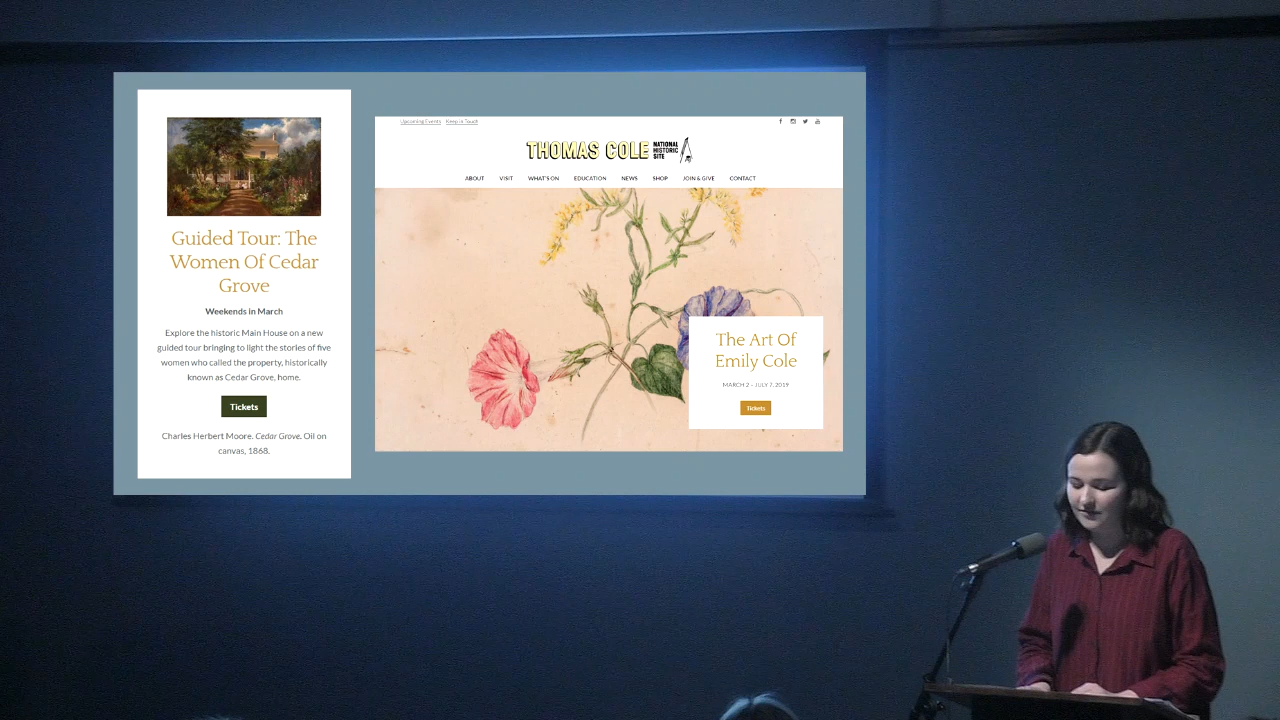 Guided Tour: The
Women Of Cedar
Grove
Weekends in March
Explore the historic Main House on a new
guided tour bringing to light the stories of five
women who called the property, historically
known as Cedar Grove, home.
Tickets
Charles Herbert Moore. Cedar Grove. Oil on
canvas, 1868.
Upcoming Events Keep in Touch
THOMAS COLE NATIONAL
HISTORIC
SITE
ABOUT VISIT WHAT'S ON EDUCATION NEWS SHOP JOIN & GIVE CONTACT
The Art Of
Emily Cole
MARCH 2 - JULY 7, 2019
Tickets